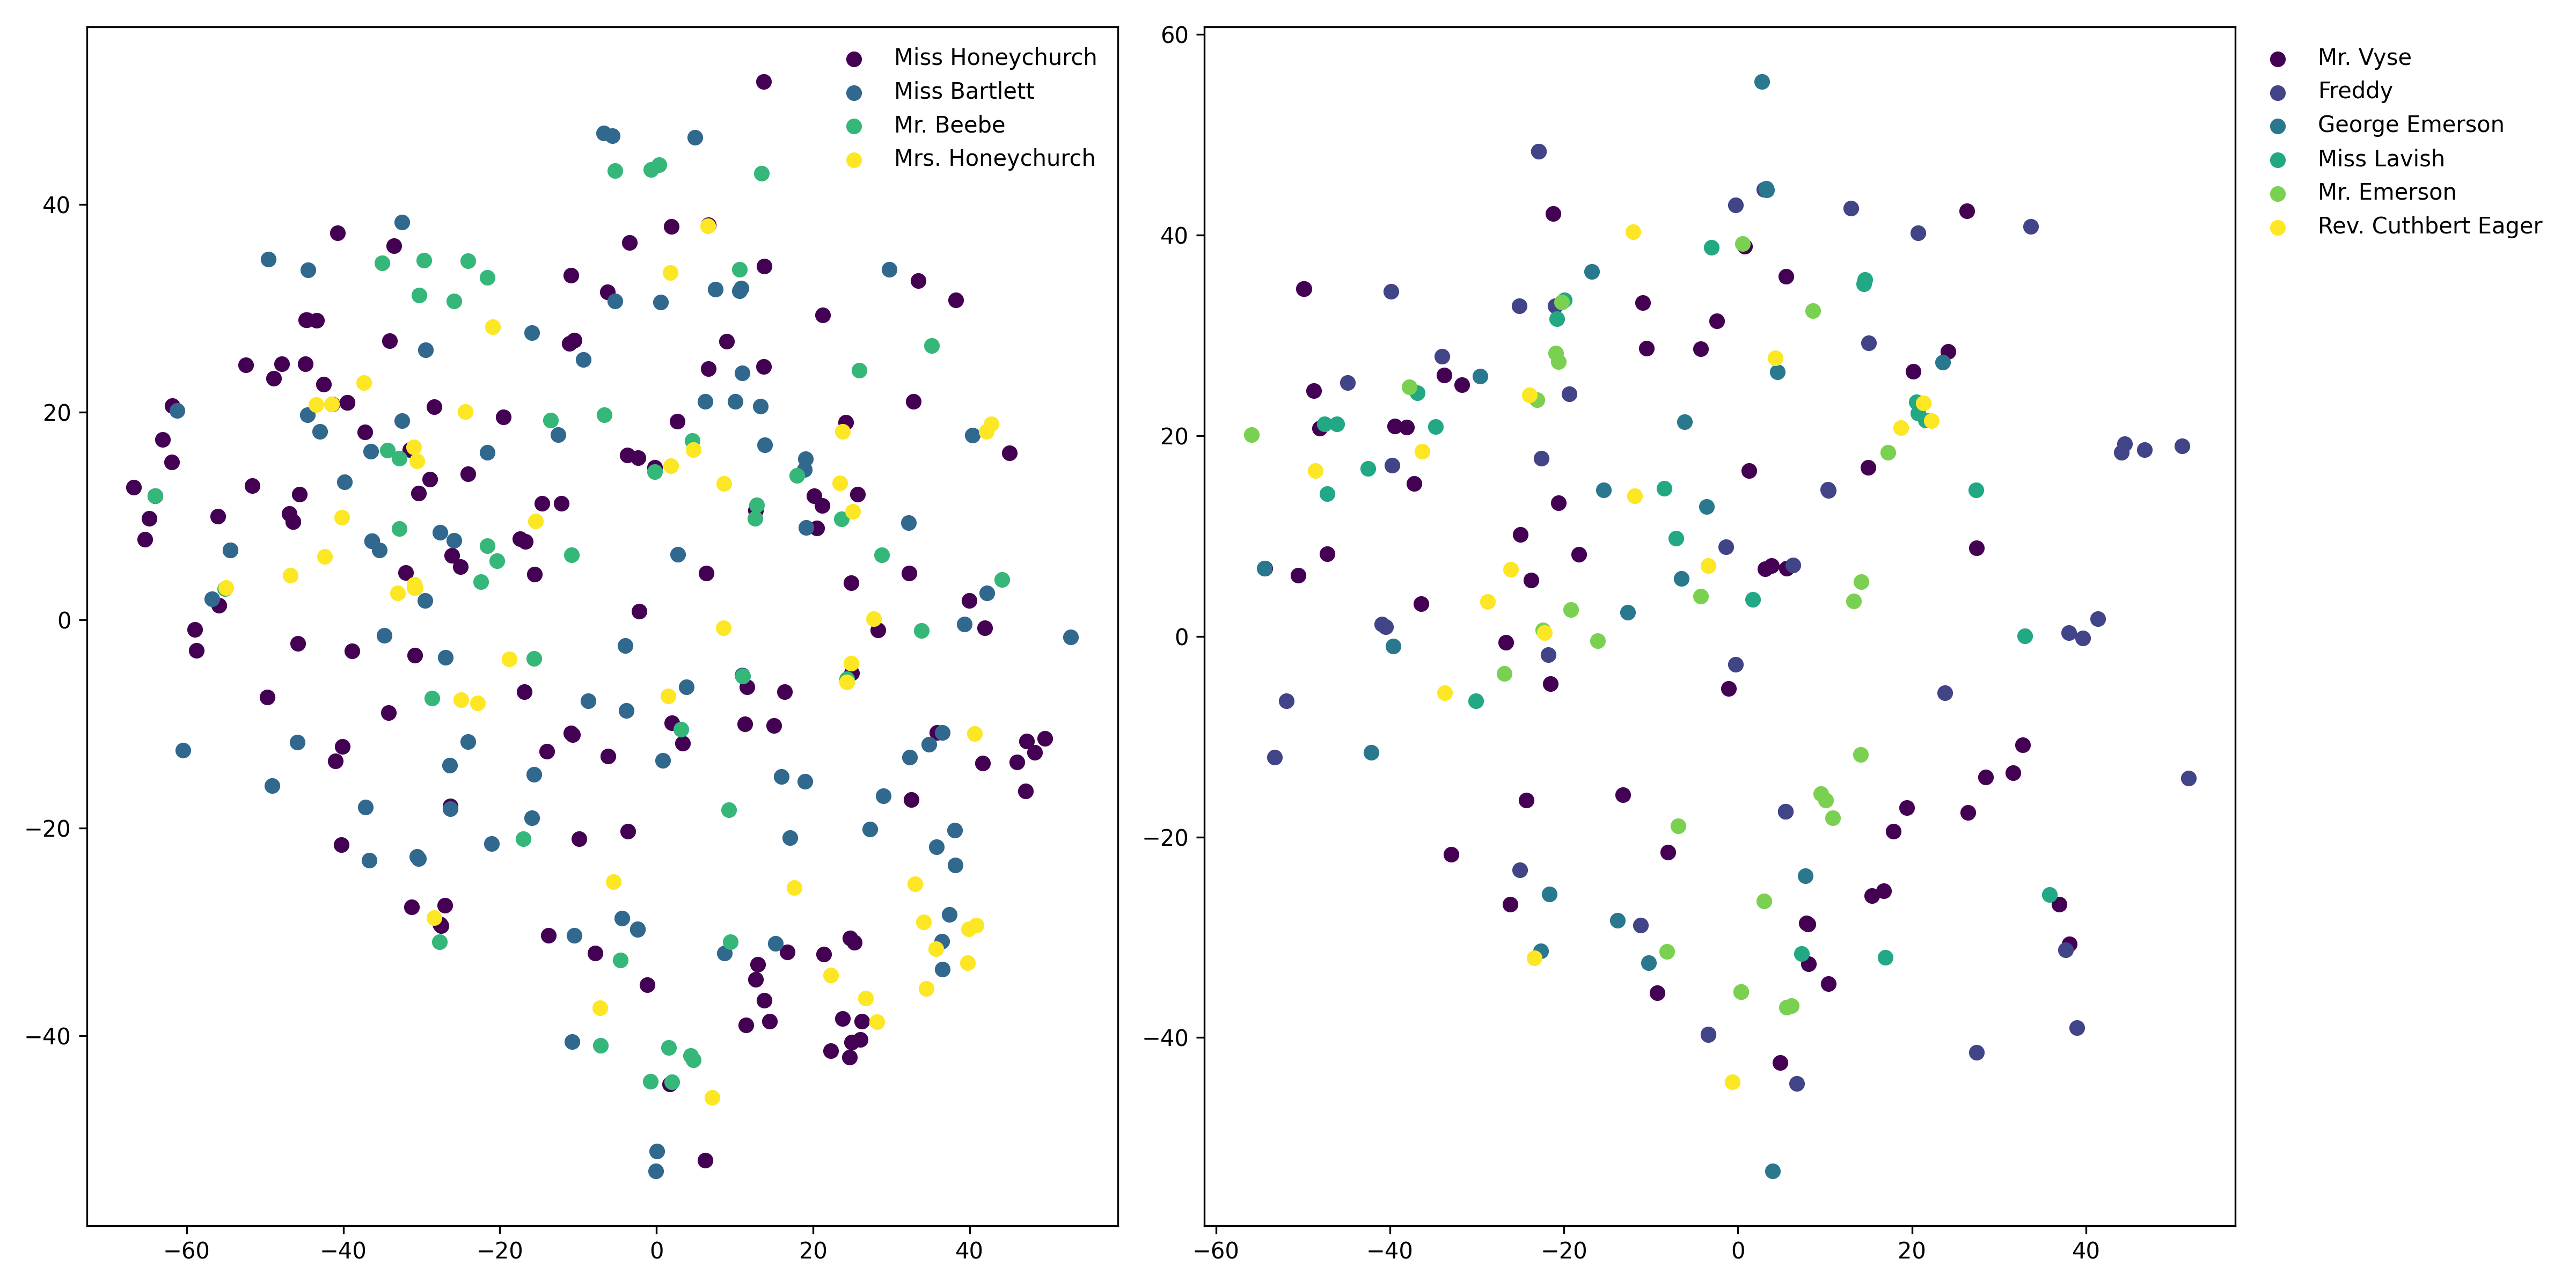 Miss Honeychurch
Miss Bartlett
Mr. Beebe
Mrs. Honeychurch
40
20
0
−20
−40
−60 −40 −20 0 20 40
Mr. Vyse
Freddy
George Emerson
Miss Lavish
Mr. Emerson
Rev. Cuthbert Eager
60
40
20
0
−20
−40
−60 −40 −20 0 20 40